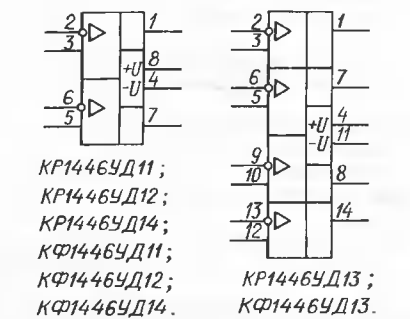 2 1
3
+U 8
-U 4
6
5 7
КР1446УД11;
КР1446УД12;
КР1446УД14;
КФ1446УД11;
КФ1446УД12;
КФ1446УД14.
2 1
3
6 7
5
+U 4
-U 11
9
10 8
13 14
12
КР1446УД13;
КФ1446УД13.